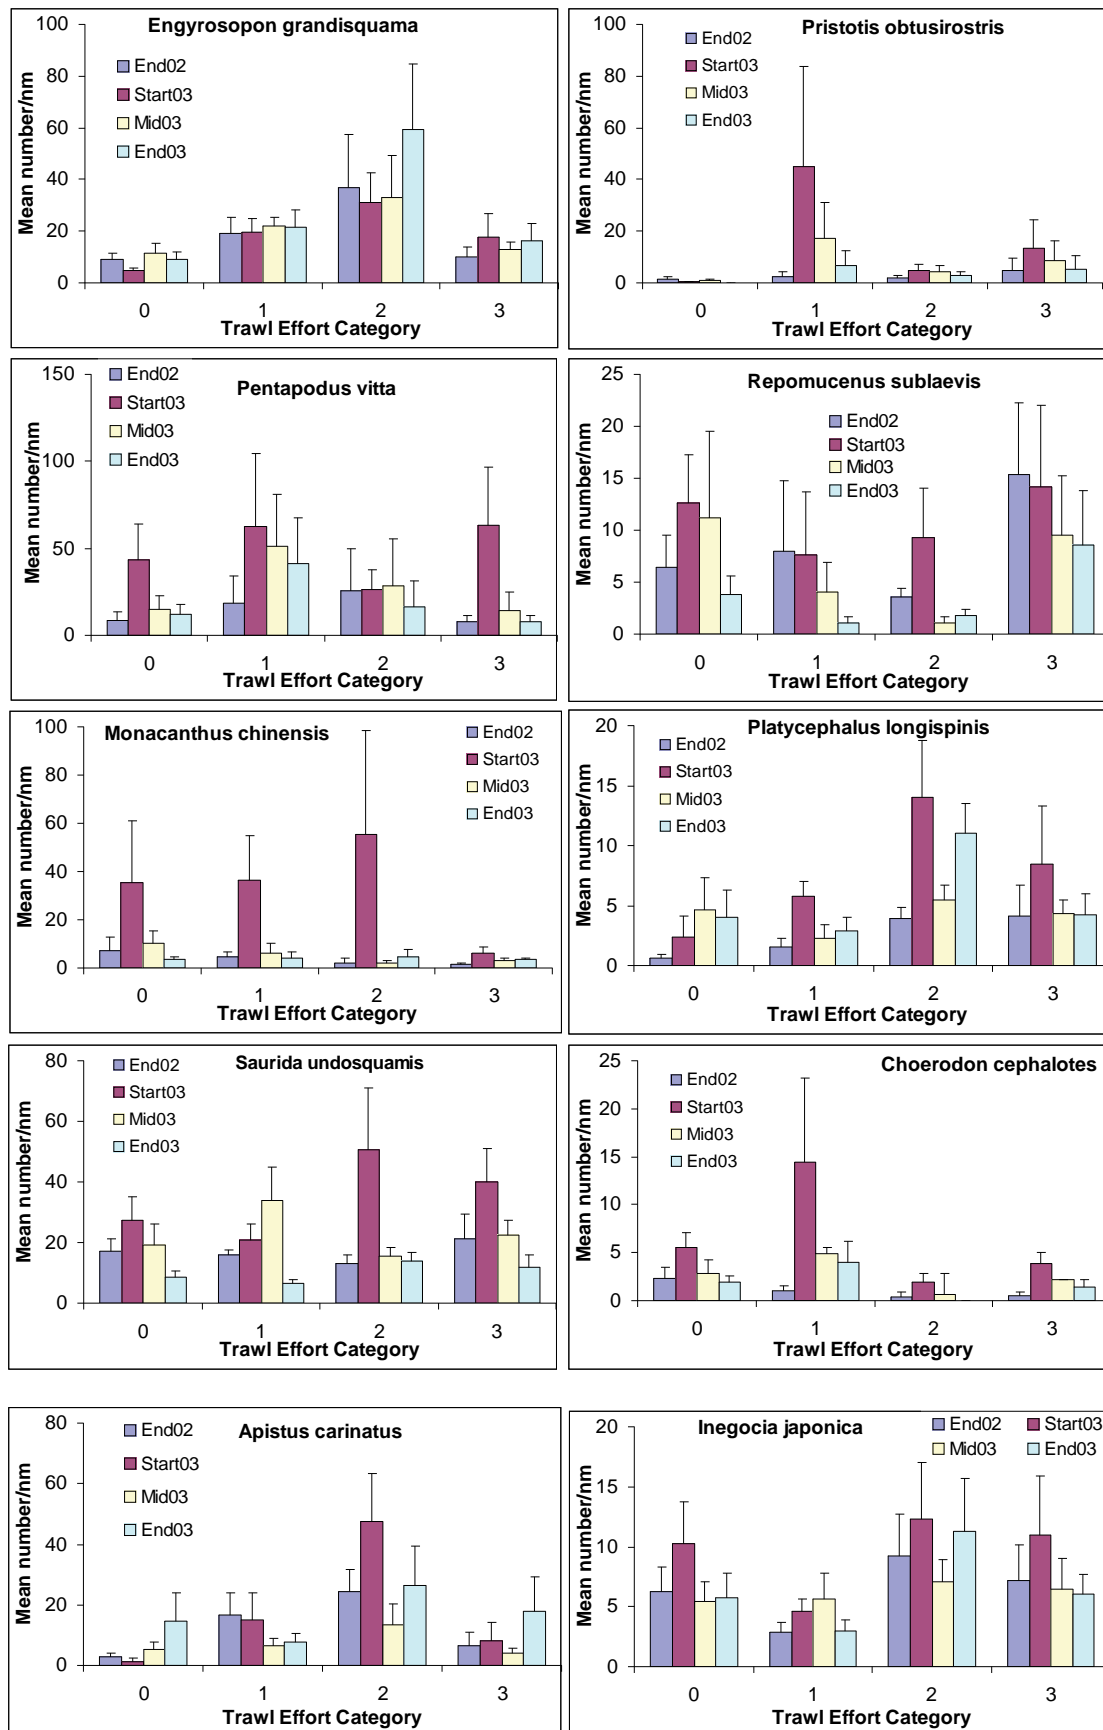 Engyrosopon grandisquama
100
80
60
40
20
0
Mean number/nm
End02
Start03
Mid03
End03
0 1 2 3
Trawl Effort Category
Pristotis obtusirostris
100
80
60
40
20
0
Mean number/nm
End02
Start03
Mid03
End03
0 1 2 3
Trawl Effort Category
Pentapodus vitta
150
100
50
0
Mean number/nm
End02
Start03
Mid03
End03
0 1 2 3
Trawl Effort Category
Repomucenus sublaevis
25
20
15
10
5
0
Mean number/nm
End02
Start03
Mid03
End03
0 1 2 3
Trawl Effort Category
Monacanthus chinensis
100
80
60
40
20
0
Mean number/nm
End02
Start03
Mid03
End03
0 1 2 3
Trawl Effort Category
Platycephalus longispinis
20
15
10
5
0
Mean number/nm
End02
Start03
Mid03
End03
0 1 2 3
Trawl Effort Category
Saurida undosquamis
80
60
40
20
0
Mean number/nm
End02
Start03
Mid03
End03
0 1 2 3
Trawl Effort Category
Choerodon cephalotes
25
20
15
10
5
0
Mean number/nm
End02
Start03
Mid03
End03
0 1 2 3
Trawl Effort Category
Apistus carinatus
80
60
40
20
0
Mean number/nm
End02
Start03
Mid03
End03
0 1 2 3
Trawl Effort Category
Inegocia japonica
20
15
10
5
0
Mean number/nm
End02 Start03
Mid03 End03
0 1 2 3
Trawl Effort Category